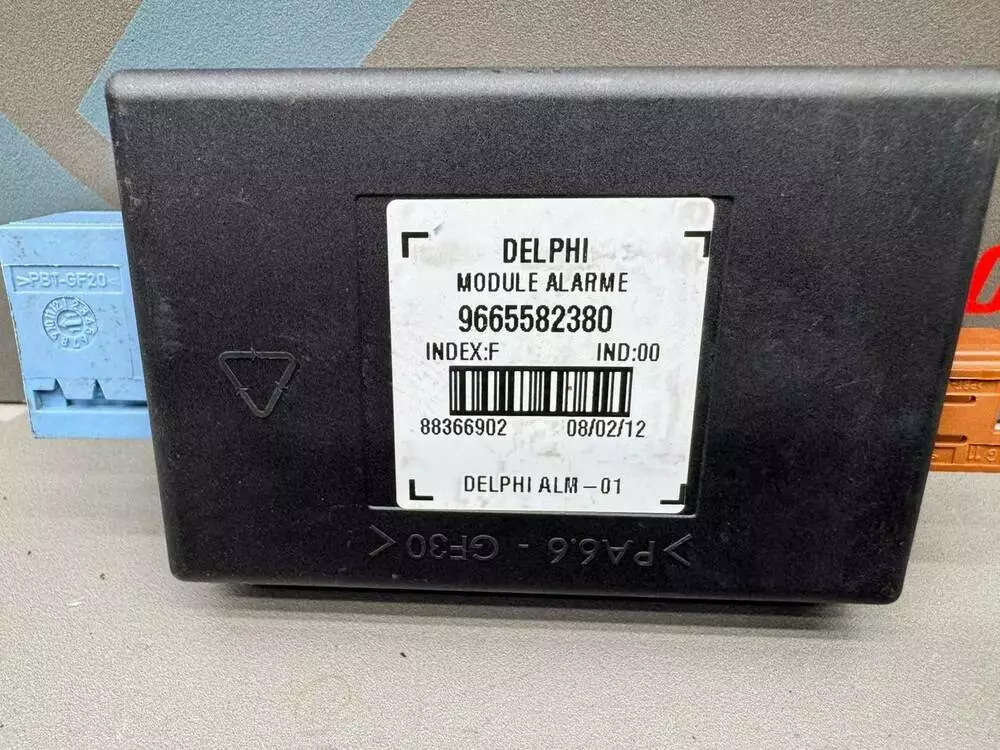 DELPHI
MODULE ALARME
9665582380
INDEX:F IND:00
88366902 08/02/12
DELPHI ALM-01
>PA6.6 - GF30<
>PBT-GF20<